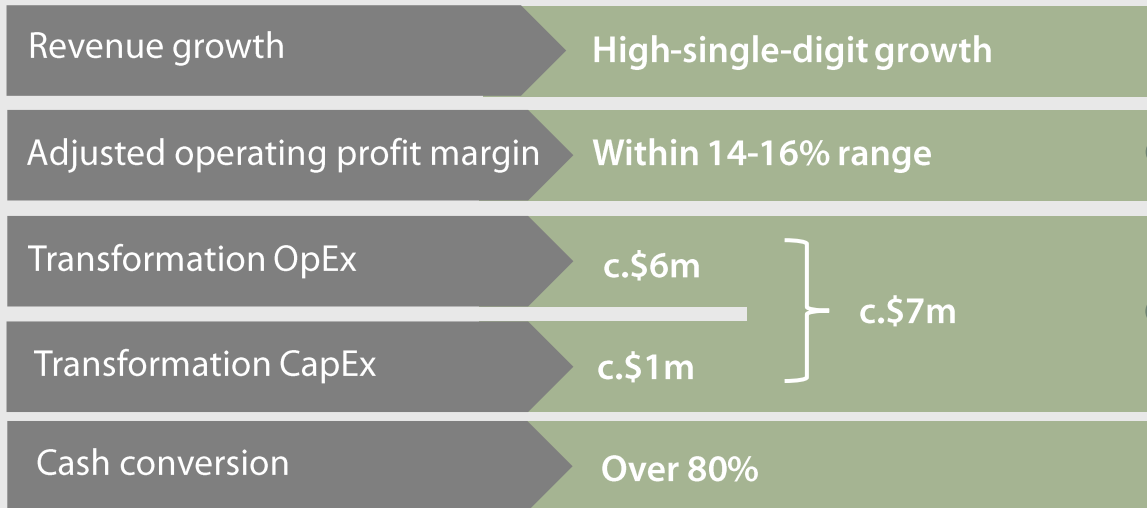 Revenue growth
High-single-digit growth
Adjusted operating profit margin
Within 14-16% range
Transformation OpEx
c.$6m
c.$7m
Transformation CapEx
c.$1m
Cash conversion
Over 80%